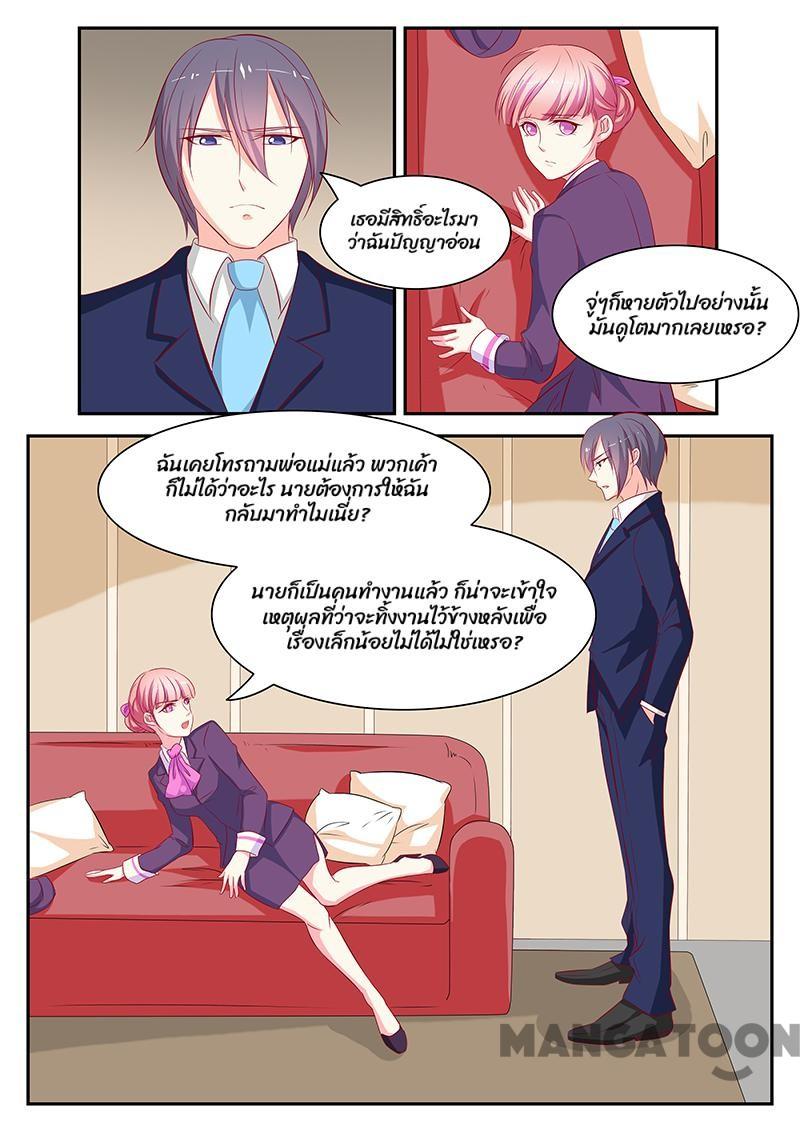 เธอมีสิทธิ์อะไรมา
ว่าฉันปัญญาอ่อน
จู่ๆก็หายตัวไปอย่างนั้น
มันดูโตมากเลยเหรอ?
ฉันเคยโทรถามพ่อแม่แล้ว พวกเค้า
ก็ไม่ได้ว่าอะไร นายต้องการให้ฉัน
กลับมาทำไมเนี่ย?
นายก็เป็นคนทำงานแล้ว ก็น่าจะเข้าใจ
เหตุผลที่ว่าจะทิ้งงานไว้ข้างหลังเพื่อ
เรื่องเล็กน้อยไม่ได้ไม่ใช่เหรอ?
MANGATOON